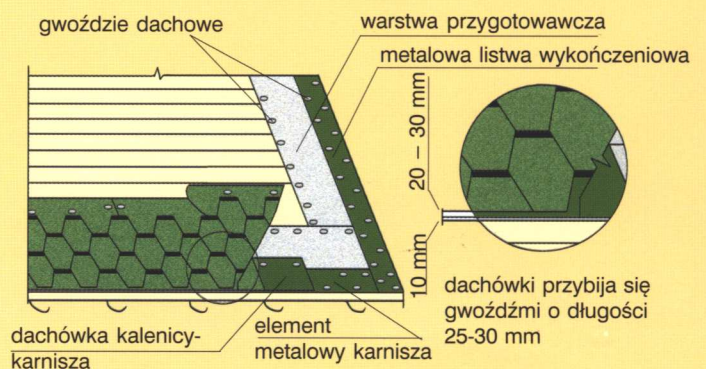 gwoździe dachowe
warstwa przygotowawcza
metalowa listwa wykończeniowa
20 – 30 mm
10 mm
dachówki przybija się
gwoźdźmi o długości
25-30 mm
dachówka kalenicy-
karnisza
element
metalowy karnisza